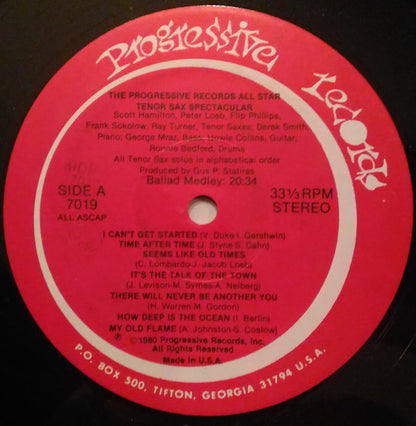 Progressive records
THE PROGRESSIVE RECORDS ALL STAR
TENOR SAX SPECTACULAR
Scott Hamilton, Peter Loeb, Flip Phillips,
Frank Sokolow, Ray Turner, Tenor Saxes; Derek Smith,
Piano; George Mraz, Bass; Howie Collins, Guitar;
Ronnie Bedford, Drums
All Tenor Sax solos in alphabetical order
Produced by Gus P. Statiras
Ballad Medley: 20:34
SIDE A
7019
ALL ASCAP
33⅓ RPM
STEREO
I CAN'T GET STARTED (V. Duke-I. Gershwin)
TIME AFTER TIME (J. Styne-S. Cahn)
SEEMS LIKE OLD TIMES
(C. Lombardo-J. Jacob Loeb)
IT'S THE TALK OF THE TOWN
(J. Levison-M. Symes-A. Neiberg)
THERE WILL NEVER BE ANOTHER YOU
(H. Warren-M. Gordon)
HOW DEEP IS THE OCEAN (I. Berlin)
MY OLD FLAME (A. Johnston-S. Coslow)
℗ ©1980 Progressive Records, Inc.
All Rights Reserved
Made in U.S.A.
P.O. BOX 500, TIFTON, GEORGIA 31794 U.S.A.